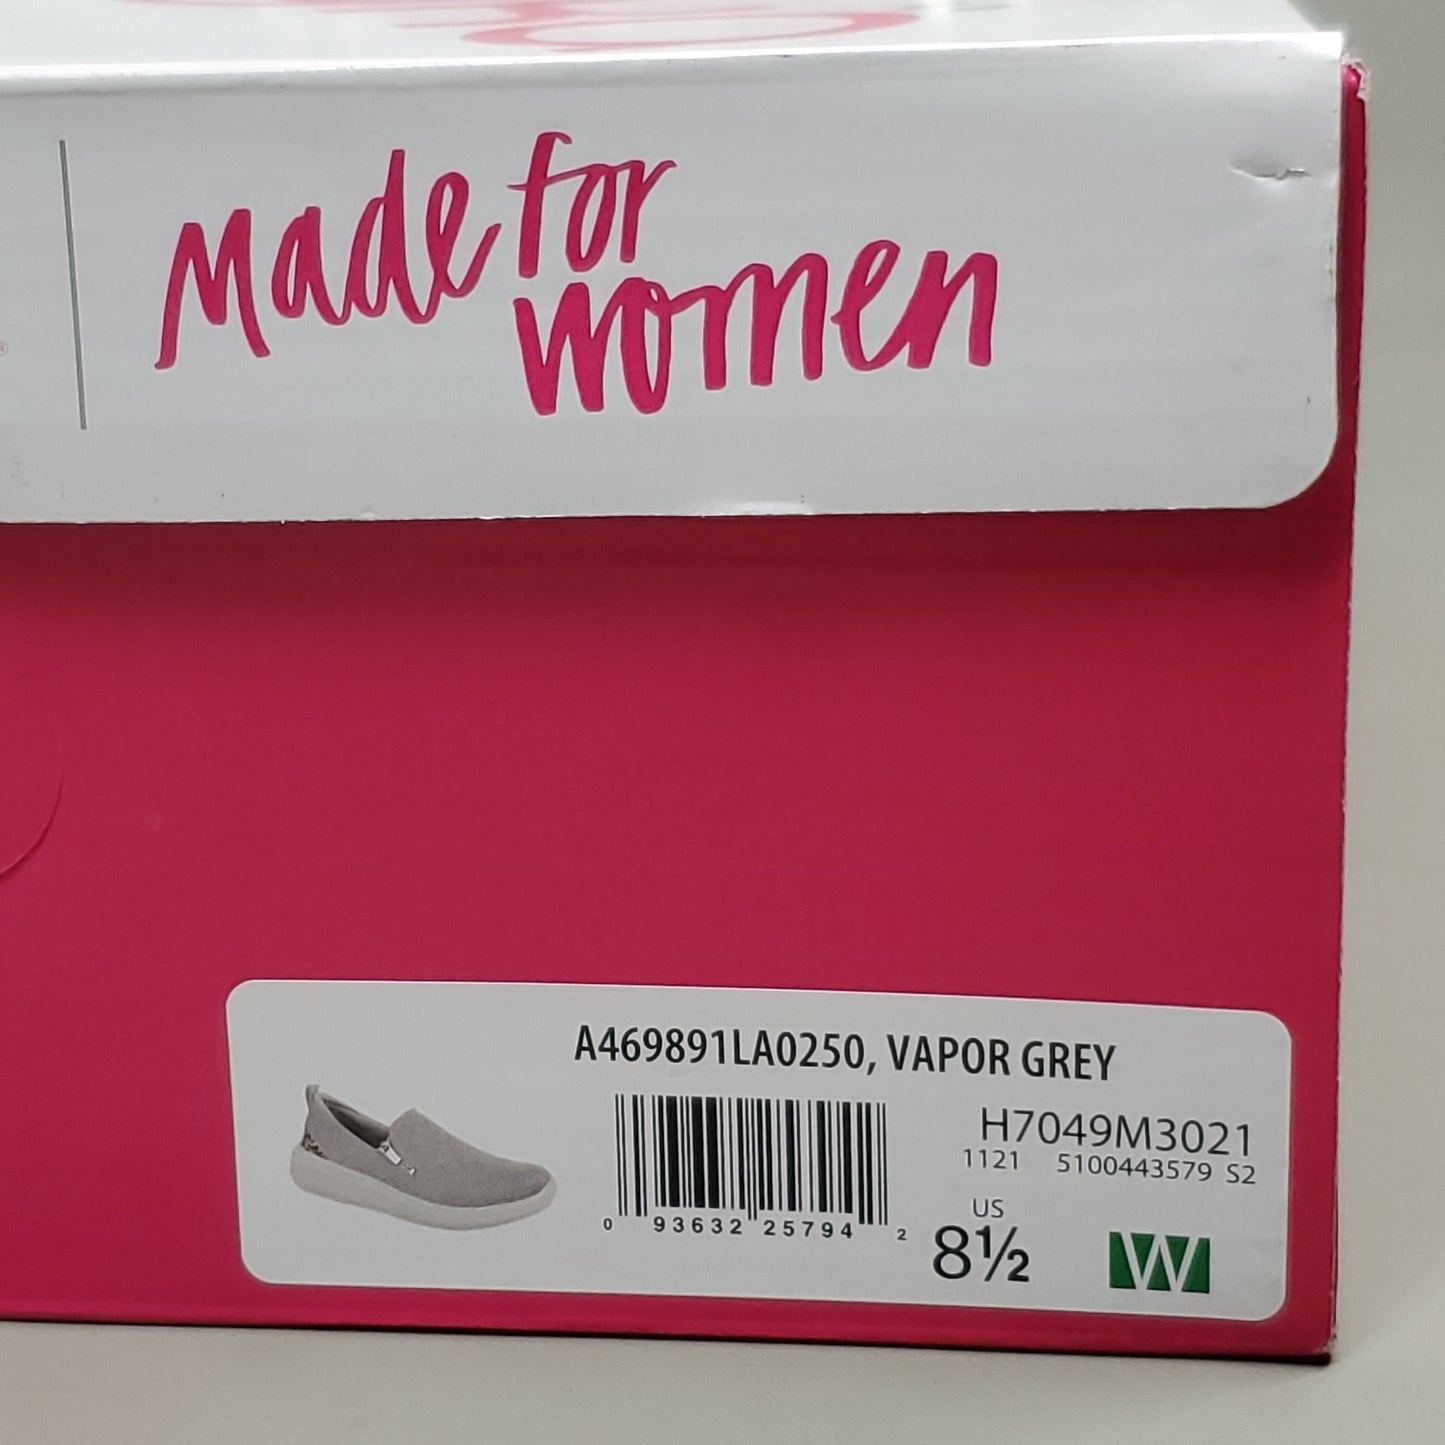 ®
made for
women
A469891LA0250, VAPOR GREY
H7049M3021
1121 5100443579 S2
0 93632 25794 2
US
8½
W